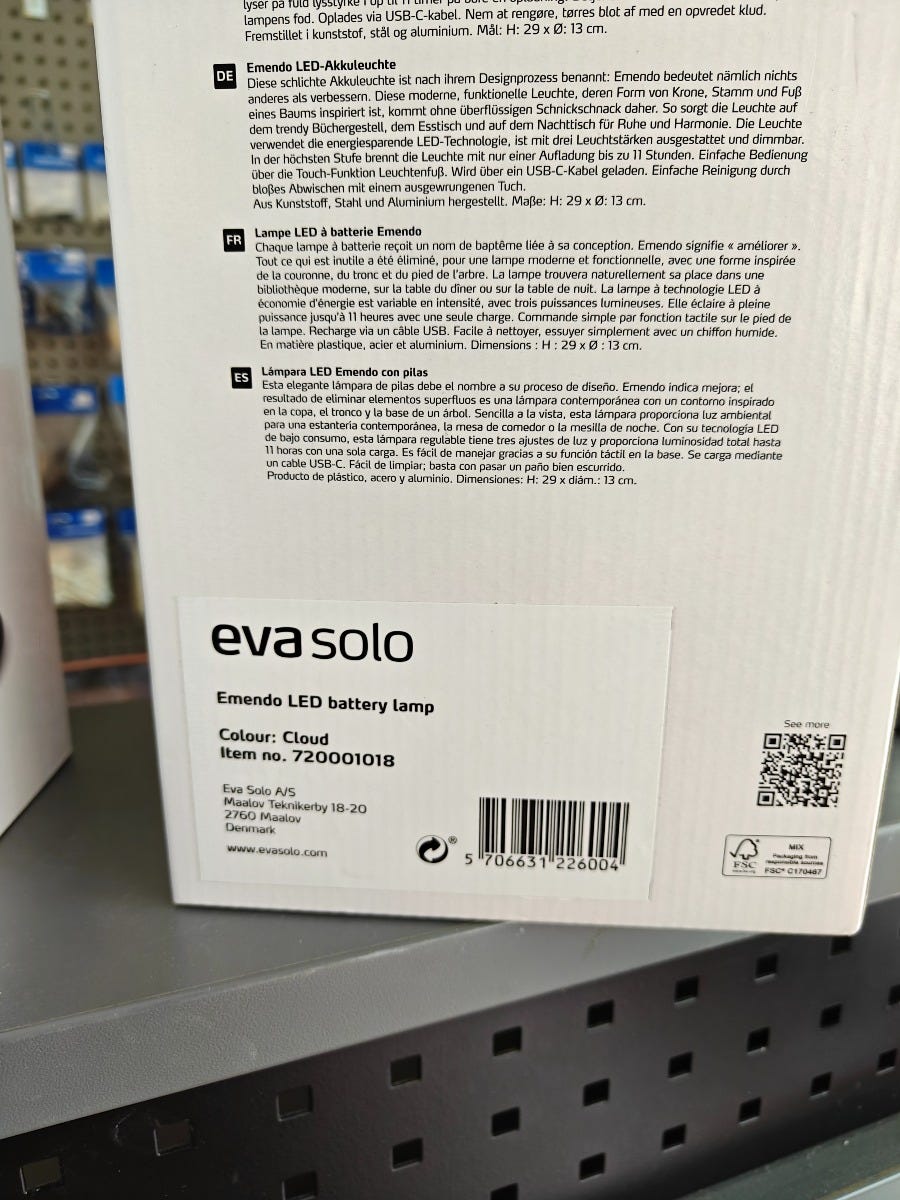 lyser på fuld lysstyrke i op til 11 timer på
lampens fod. Oplades via USB-C-kabel. Nem at rengøre, tørres blot af med en opvredet klud.
Fremstillet i kunststof, stål og aluminium. Mål: H: 29 x Ø: 13 cm.
DE
Emendo LED-Akkuleuchte
Diese schlichte Akkuleuchte ist nach ihrem Designprozess benannt: Emendo bedeutet nämlich nichts
anderes als verbessern. Diese moderne, funktionelle Leuchte, deren Form von Krone, Stamm und Fuß
eines Baums inspiriert ist, kommt ohne überflüssigen Schnickschnack daher. So sorgt die Leuchte auf
dem trendy Büchergestell, dem Esstisch und auf dem Nachttisch für Ruhe und Harmonie. Die Leuchte
verwendet die energiesparende LED-Technologie, ist mit drei Leuchtstärken ausgestattet und dimmbar.
In der höchsten Stufe brennt die Leuchte mit nur einer Aufladung bis zu 11 Stunden. Einfache Bedienung
über die Touch-Funktion Leuchtenfuß. Wird über ein USB-C-Kabel geladen. Einfache Reinigung durch
bloßes Abwischen mit einem ausgewrungenen Tuch.
Aus Kunststoff, Stahl und Aluminium hergestellt. Maße: H: 29 x Ø: 13 cm.
FR
Lampe LED à batterie Emendo
Chaque lampe à batterie reçoit un nom de baptême liée à sa conception. Emendo signifie « améliorer ».
Tout ce qui est inutile a été éliminé, pour une lampe moderne et fonctionnelle, avec une forme inspirée
de la couronne, du tronc et du pied de l'arbre. La lampe trouvera naturellement sa place dans une
bibliothèque moderne, sur la table du dîner ou sur la table de nuit. La lampe à technologie LED à
économie d'énergie est variable en intensité, avec trois puissances lumineuses. Elle éclaire à pleine
puissance jusqu'à 11 heures avec une seule charge. Commande simple par fonction tactile sur le pied de
la lampe. Recharge via un câble USB. Facile à nettoyer, essuyer simplement avec un chiffon humide.
En matière plastique, acier et aluminium. Dimensions : H : 29 x Ø : 13 cm.
ES
Lámpara LED Emendo con pilas
Esta elegante lámpara de pilas debe el nombre a su proceso de diseño. Emendo indica mejora; el
resultado de eliminar elementos superfluos es una lámpara contemporánea con un contorno inspirado
en la copa, el tronco y la base de un árbol. Sencilla a la vista, esta lámpara proporciona luz ambiental
para una estantería contemporánea, la mesa de comedor o la mesilla de noche. Con su tecnología LED
de bajo consumo, esta lámpara regulable tiene tres ajustes de luz y proporciona luminosidad total hasta
11 horas con una sola carga. Es fácil de manejar gracias a su función táctil en la base. Se carga mediante
un cable USB-C. Fácil de limpiar; basta con pasar un paño bien escurrido.
Producto de plástico, acero y aluminio. Dimensiones: H: 29 x diám.: 13 cm.
eva solo
Emendo LED battery lamp
Colour: Cloud
Item no. 720001018
Eva Solo A/S
Maalov Teknikerby 18-20
2760 Maalov
Denmark
www.evasolo.com
®
5 706631 226004
See more
FSC
MIX
Packaging from
responsible sources
FSC® C170467